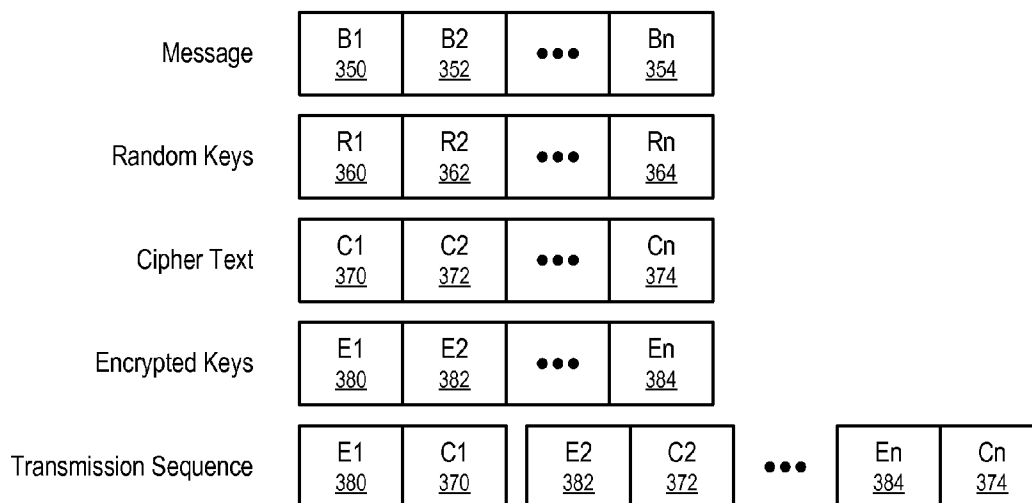 Message B1 B2 ••• Bn
350 352 354
Random Keys R1 R2 ••• Rn
360 362 364
Cipher Text C1 C2 ••• Cn
370 372 374
Encrypted Keys E1 E2 ••• En
380 382 384
Transmission Sequence E1 C1 E2 C2 ••• En Cn
380 370 382 372 384 374